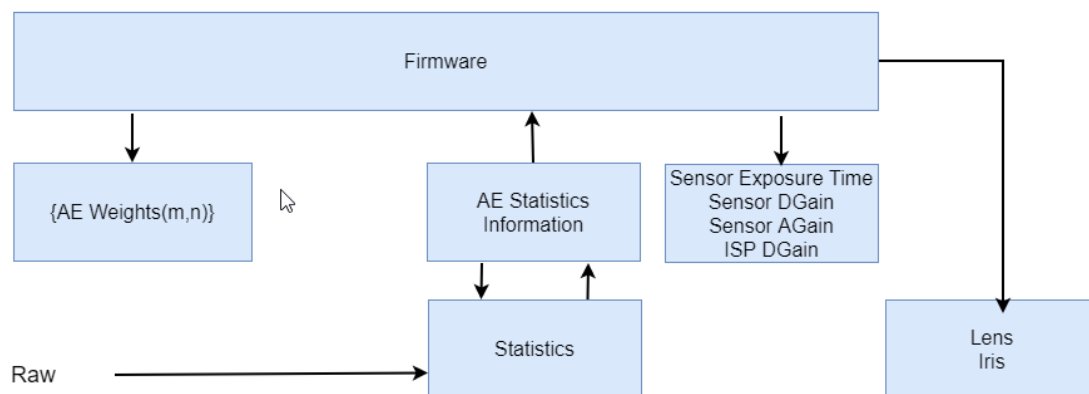 Firmware
{AE Weights(m,n)}
AE Statistics
Information
Sensor Exposure Time
Sensor DGain
Sensor AGain
ISP DGain
Statistics
Lens
Iris
Raw